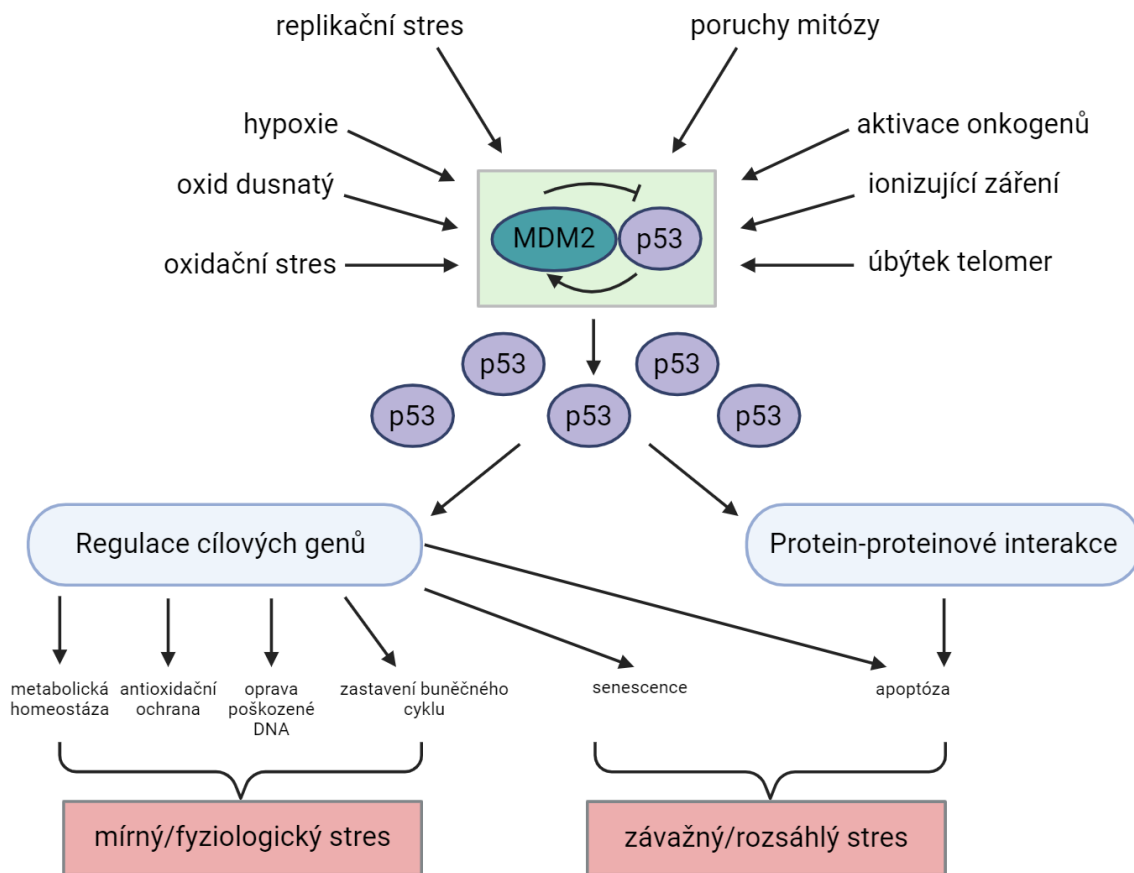 replikační stres
poruchy mitózy
hypoxie
aktivace onkogenů
oxid dusnatý
ionizující záření
MDM2
p53
oxidační stres
úbytek telomer
p53
p53
p53
p53
p53
Regulace cílových genů
Protein-proteinové interakce
metabolická
homeostáza
antioxidační
ochrana
oprava
poškozené
DNA
zastavení buněčného
cyklu
senescence
apoptóza
mírný/fyziologický stres
závažný/rozsáhlý stres